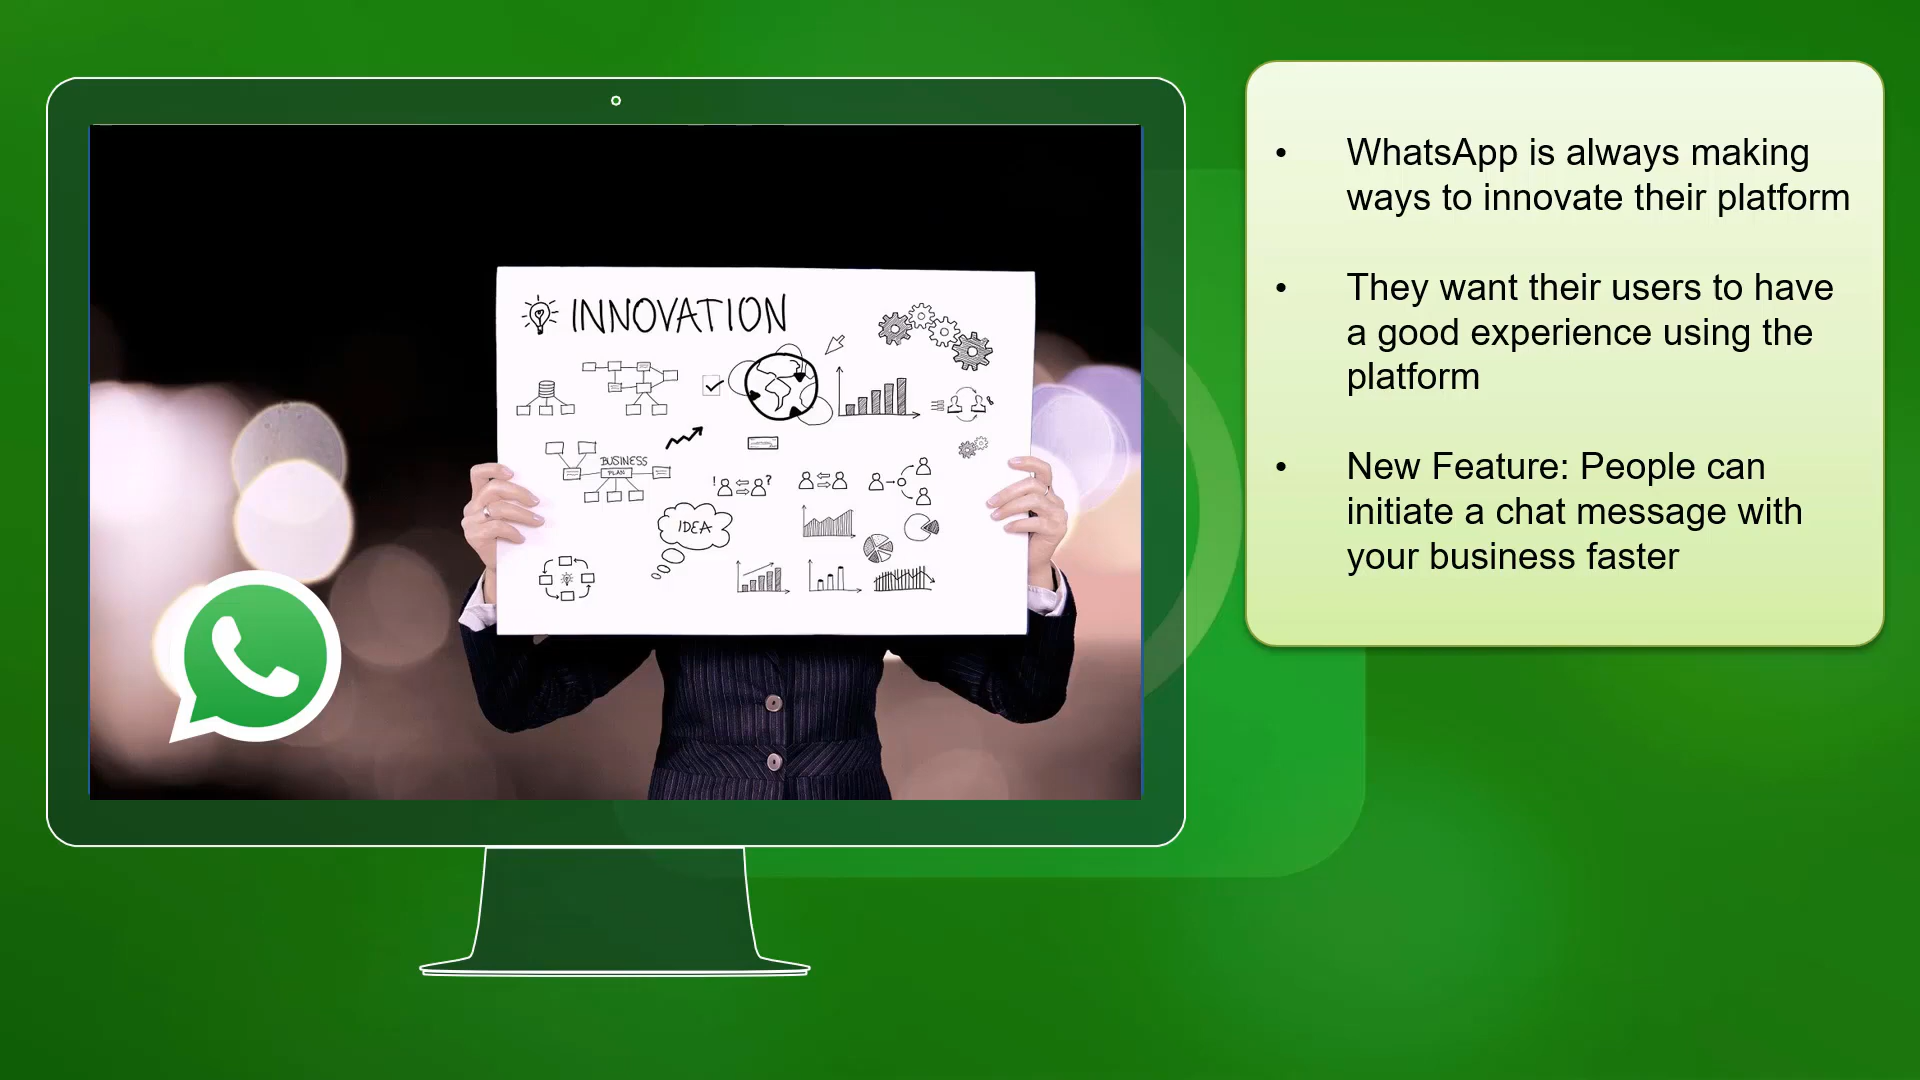 INNOVATION
BUSINESS
PLAN
! ?
IDEA
• WhatsApp is always making
ways to innovate their platform
• They want their users to have
a good experience using the
platform
• New Feature: People can
initiate a chat message with
your business faster